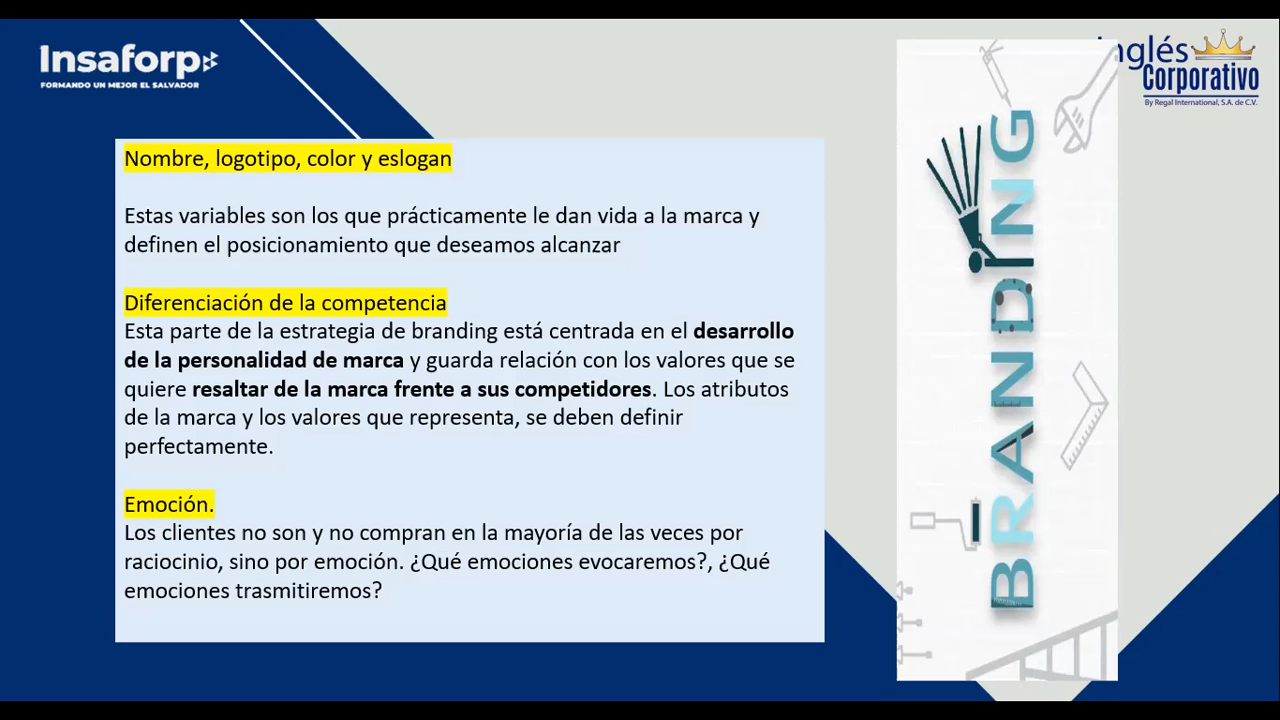 Insaforp
FORMANDO UN MEJOR EL SALVADOR
Inglés
Corporativo
By Regal International, S.A. de C.V.
Nombre, logotipo, color y eslogan
Estas variables son los que prácticamente le dan vida a la marca y
definen el posicionamiento que deseamos alcanzar
Diferenciación de la competencia
Esta parte de la estrategia de branding está centrada en el desarrollo
de la personalidad de marca y guarda relación con los valores que se
quiere resaltar de la marca frente a sus competidores. Los atributos
de la marca y los valores que representa, se deben definir
perfectamente.
Emoción.
Los clientes no son y no compran en la mayoría de las veces por
raciocinio, sino por emoción. ¿Qué emociones evocaremos?, ¿Qué
emociones trasmitiremos?
BRANDING